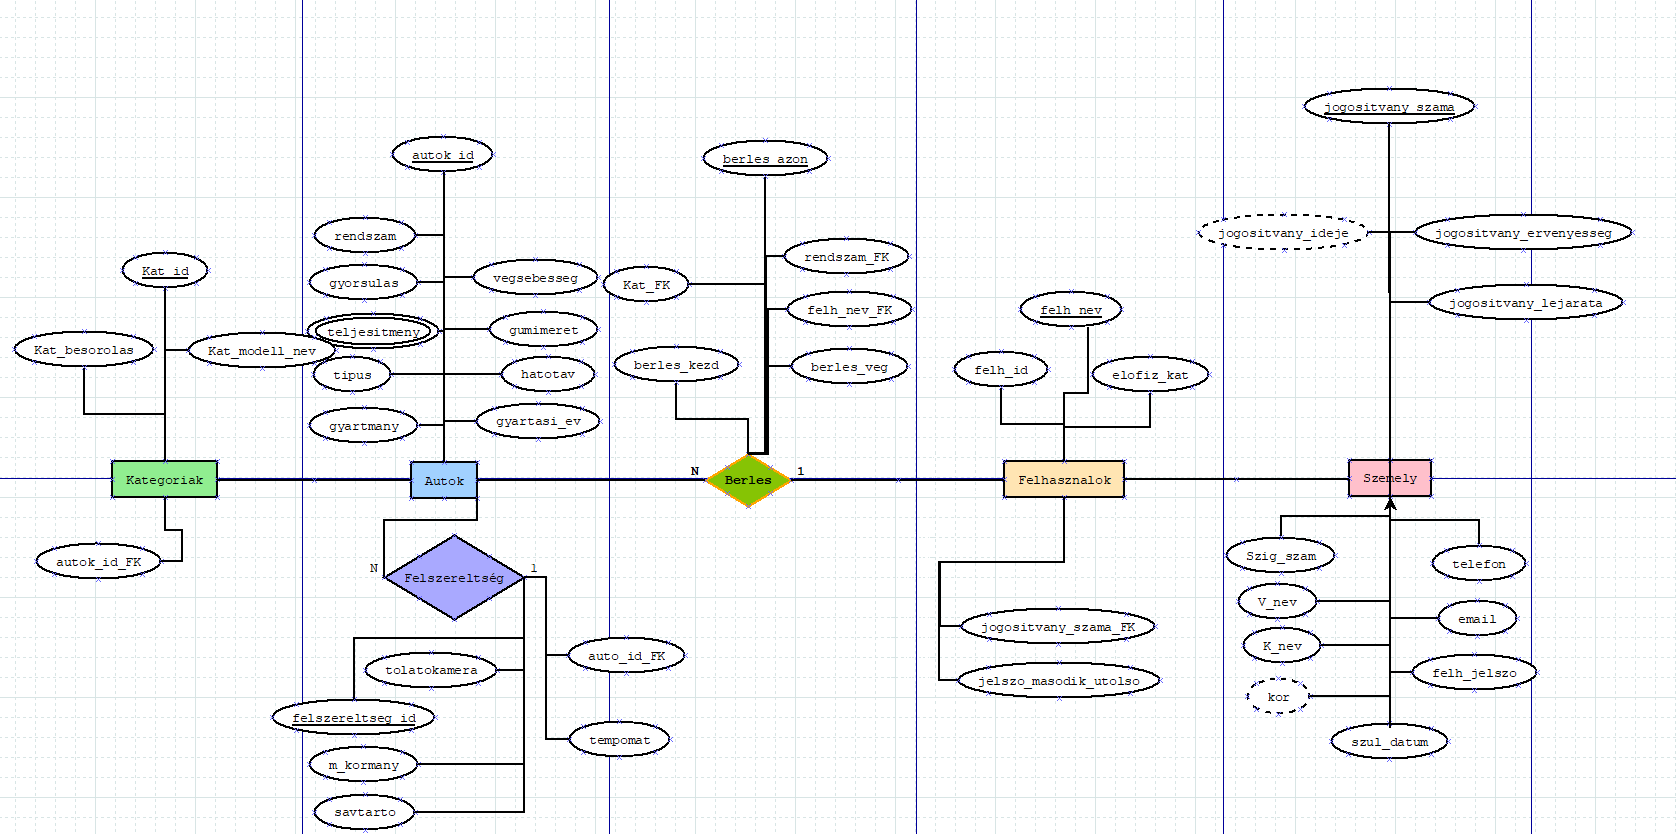 jogositvany_szama
autok_id
berles_azon
rendszam
jogositvany_ideje
jogositvany_ervenyesseg
rendszam_FK
Kat_id
gyorsulas
vegsebesseg
Kat_FK
jogositvany_lejarata
felh_nev_FK
felh_nev
teljesitmeny
gumimeret
Kat_besorolas
Kat_modell_nev
berles_kezd
berles_veg
felh_id
elofiz_kat
tipus
hatotav
gyartmany
gyartasi_ev
N
1
Kategoriak
Autok
Berles
Felhasznalok
Szemely
autok_id_FK
N
1
Felszereltség
Szig_szam
telefon
V_nev
email
jogositvany_szama_FK
K_nev
auto_id_FK
tolatokamera
felh_jelszo
jelszo_masodik_utolso
kor
felszereltseg_id
tempomat
szul_datum
m_kormany
savtarto